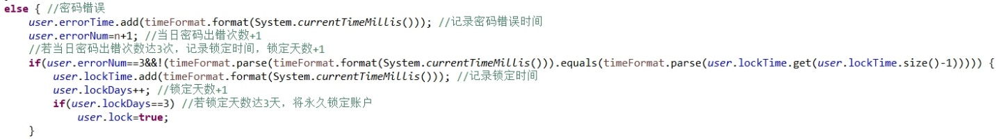 else { //密码错误
user.errorTime.add(timeFormat.format(System.currentTimeMillis())); //记录密码错误时间
user.errorNum=n+1; //当日密码出错次数+1
//若当日密码出错次数达3次，记录锁定时间，锁定天数+1
if(user.errorNum==3&&!(timeFormat.parse(timeFormat.format(System.currentTimeMillis())).equals(timeFormat.parse(user.lockTime.get(user.lockTime.size()-1))))) {
user.lockTime.add(timeFormat.format(System.currentTimeMillis())); //记录锁定时间
user.lockDays++; //锁定天数+1
if(user.lockDays==3) //若锁定天数达3天，将永久锁定账户
user.lock=true;
}